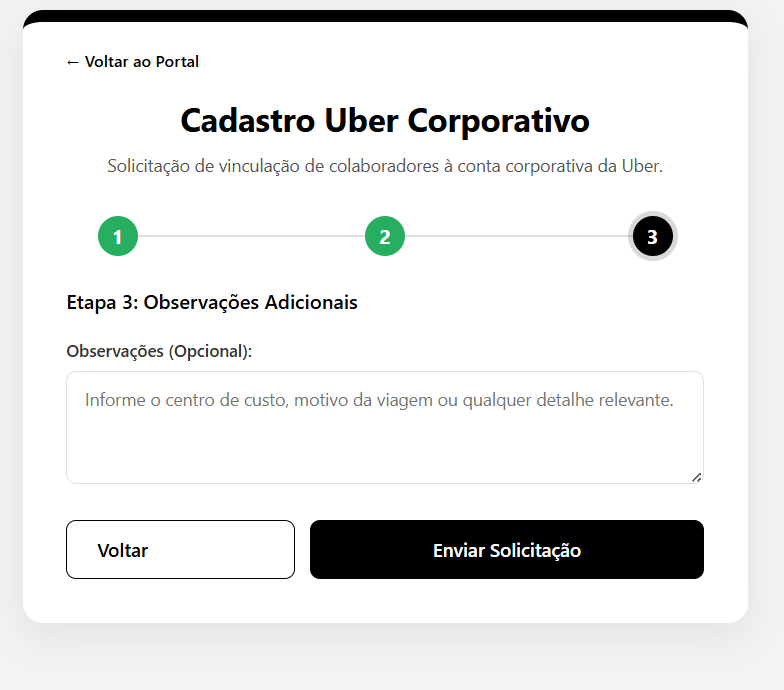 ← Voltar ao Portal
Cadastro Uber Corporativo
Solicitação de vinculação de colaboradores à conta corporativa da Uber.
1 2 3
Etapa 3: Observações Adicionais
Observações (Opcional):
Informe o centro de custo, motivo da viagem ou qualquer detalhe relevante.
Voltar Enviar Solicitação